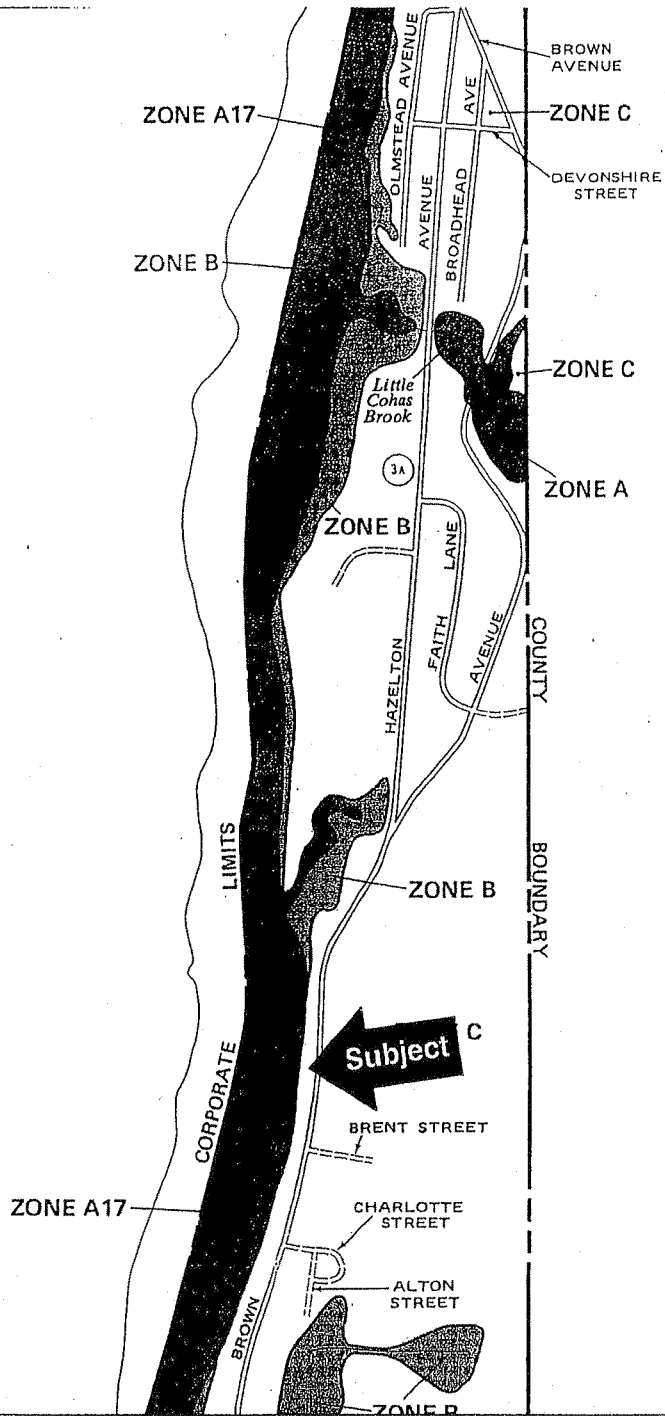 OLMSTEAD AVENUE
AVE
BROWN
AVENUE
ZONE A17
ZONE C
DEVONSHIRE
STREET
AVENUE
BROADHEAD
ZONE B
ZONE C
Little
Cohas
Brook
3A
ZONE A
ZONE B
LANE
FAITH
AVENUE
COUNTY
HAZELTON
LIMITS
BOUNDARY
ZONE B
C
Subject
CORPORATE
BRENT STREET
ZONE A17
CHARLOTTE
STREET
ALTON
STREET
BROWN
ZONE B